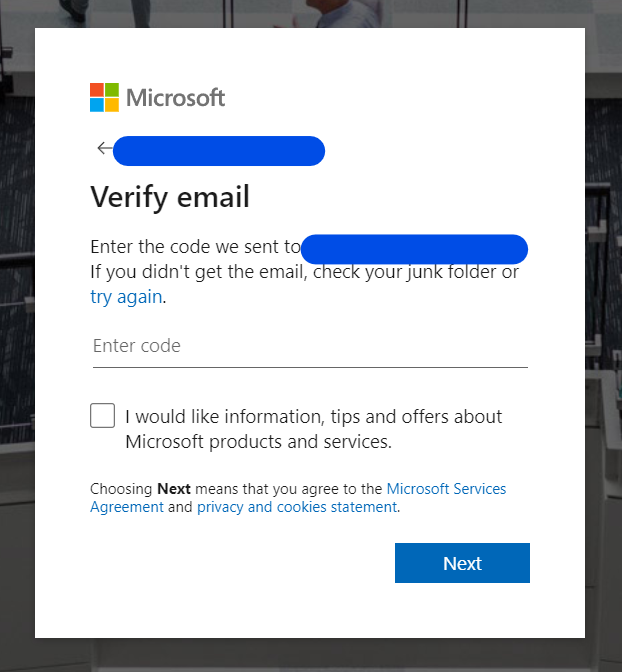 Microsoft
Verify email
Enter the code we sent to
If you didn't get the email, check your junk folder or
try again.
Enter code
I would like information, tips and offers about
Microsoft products and services.
Choosing Next means that you agree to the Microsoft Services
Agreement and privacy and cookies statement.
Next